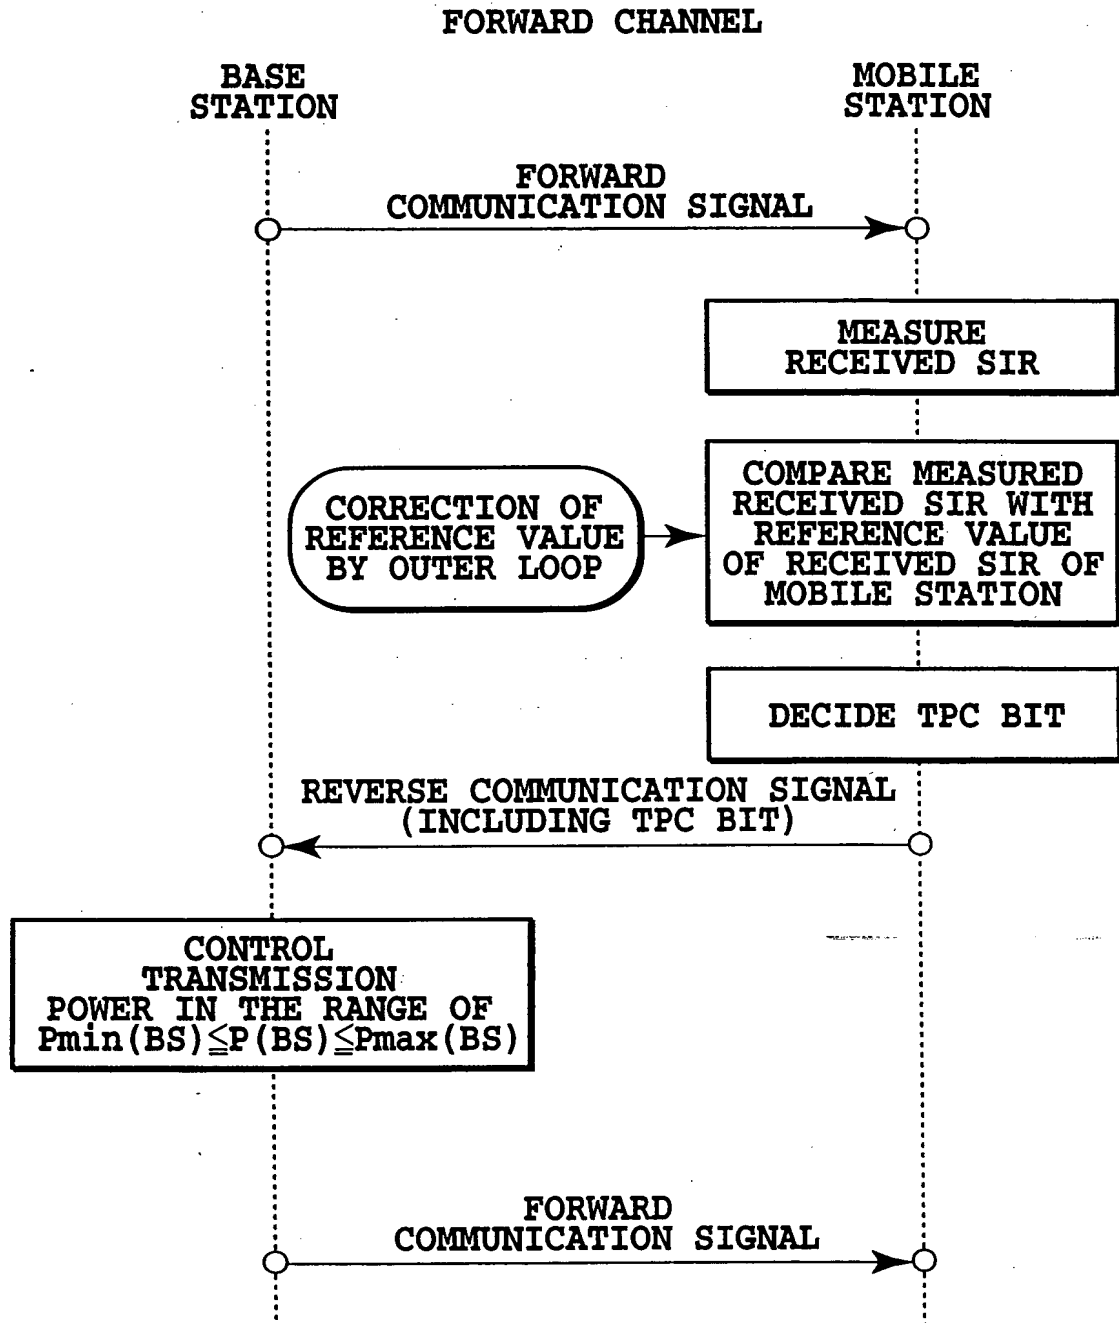 FORWARD CHANNEL
BASE
STATION
MOBILE
STATION
FORWARD
COMMUNICATION SIGNAL
MEASURE
RECEIVED SIR
CORRECTION OF
REFERENCE VALUE
BY OUTER LOOP
COMPARE MEASURED
RECEIVED SIR WITH
REFERENCE VALUE
OF RECEIVED SIR OF
MOBILE STATION
DECIDE TPC BIT
REVERSE COMMUNICATION SIGNAL
(INCLUDING TPC BIT)
CONTROL
TRANSMISSION
POWER IN THE RANGE OF
Pmin(BS)≦P(BS)≦Pmax(BS)
FORWARD
COMMUNICATION SIGNAL